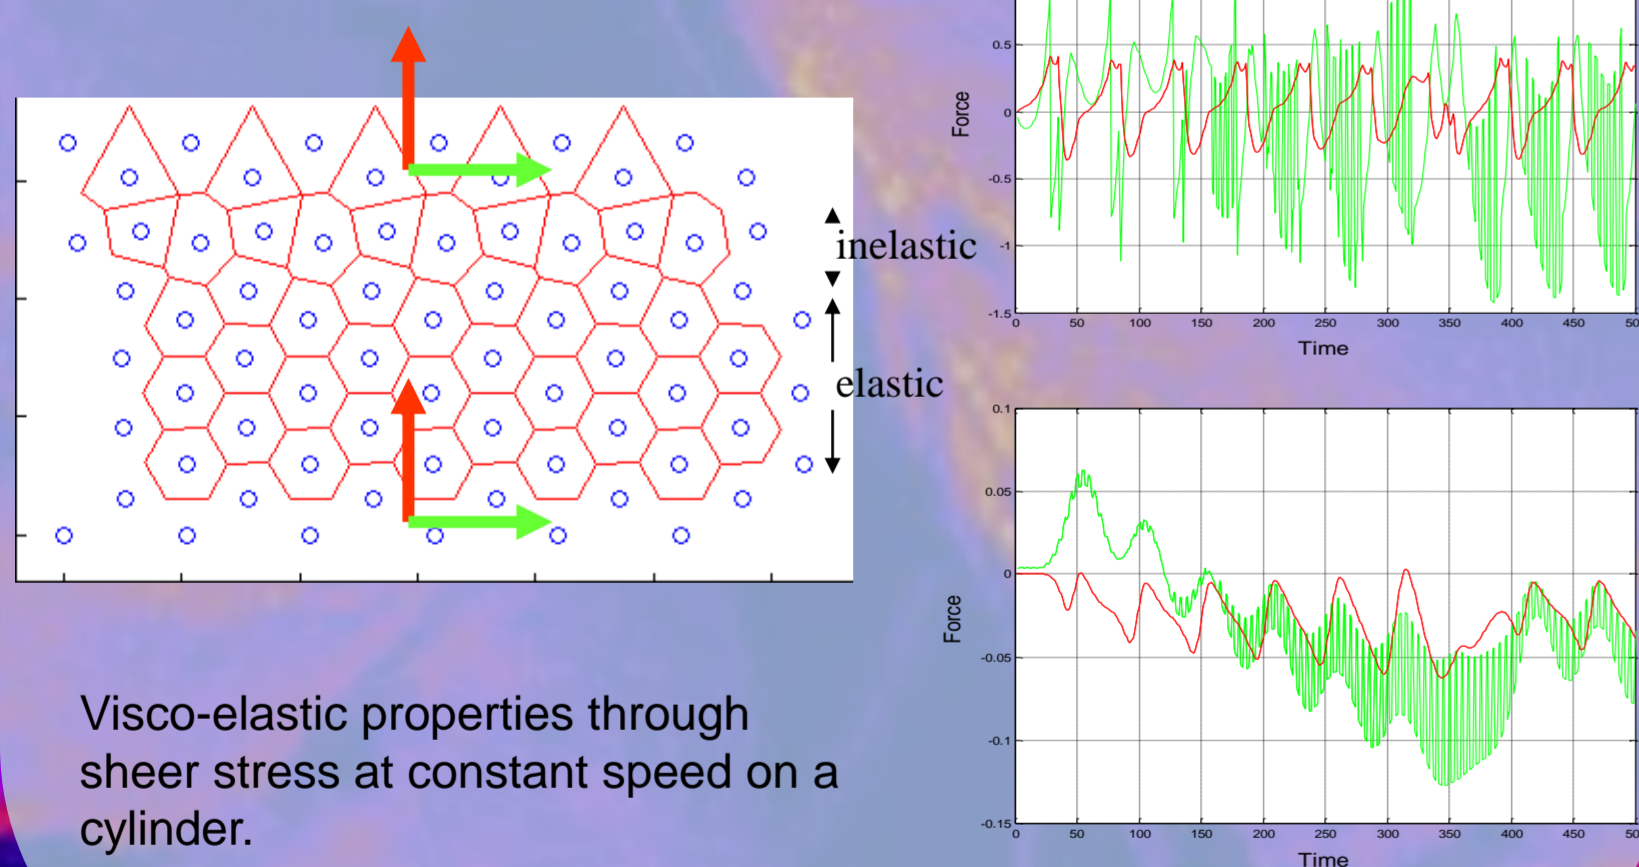 inelastic
elastic
Visco-elastic properties through
sheer stress at constant speed on a
cylinder.
Force
0.5
0
-0.5
-1
-1.5
0 50 100 150 200 250 300 350 400 450 50
Time
Force
0.1
0.05
0
-0.05
-0.1
-0.15
0 50 100 150 200 250 300 350 400 450 50
Time